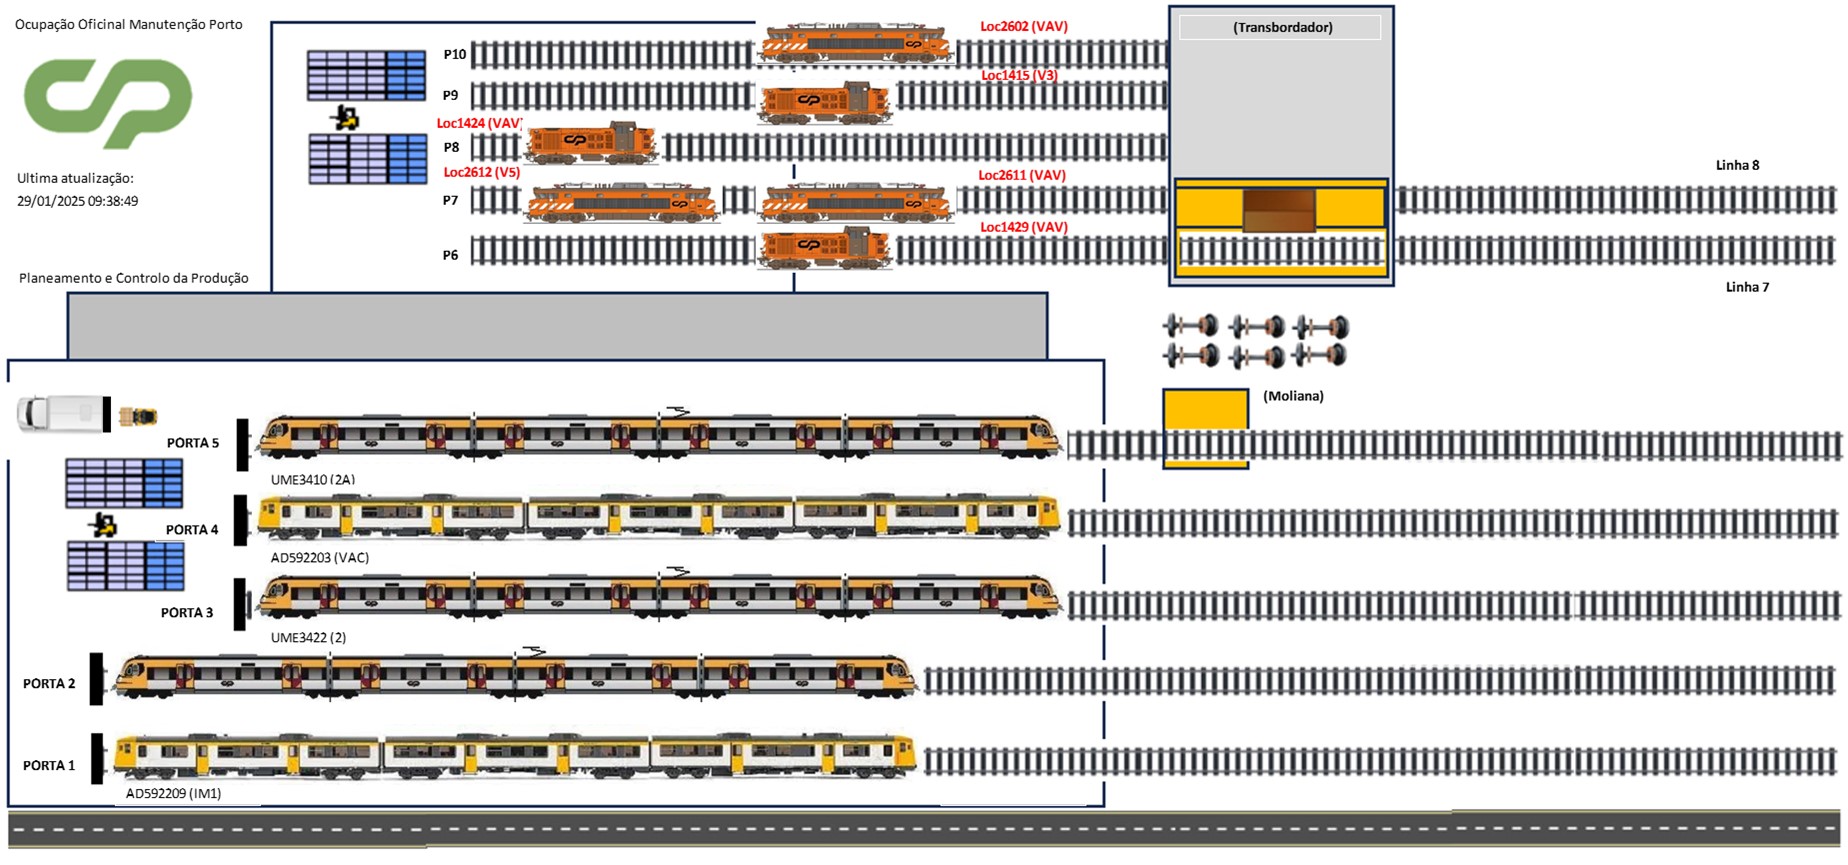 Ocupação Oficinal Manutenção Porto
Ultima atualização:
29/01/2025 09:38:49
Planeamento e Controlo da Produção
P10
Loc2602 (VAV)
P9
Loc1415 (V3)
Loc1424 (VAV)
P8
Loc2612 (V5)
P7
Loc2611 (VAV)
P6
Loc1429 (VAV)
(Transbordador)
Linha 8
Linha 7
(Moliana)
PORTA 5
UME3410 (2A)
PORTA 4
AD592203 (VAC)
PORTA 3
UME3422 (2)
PORTA 2
PORTA 1
AD592209 (IM1)